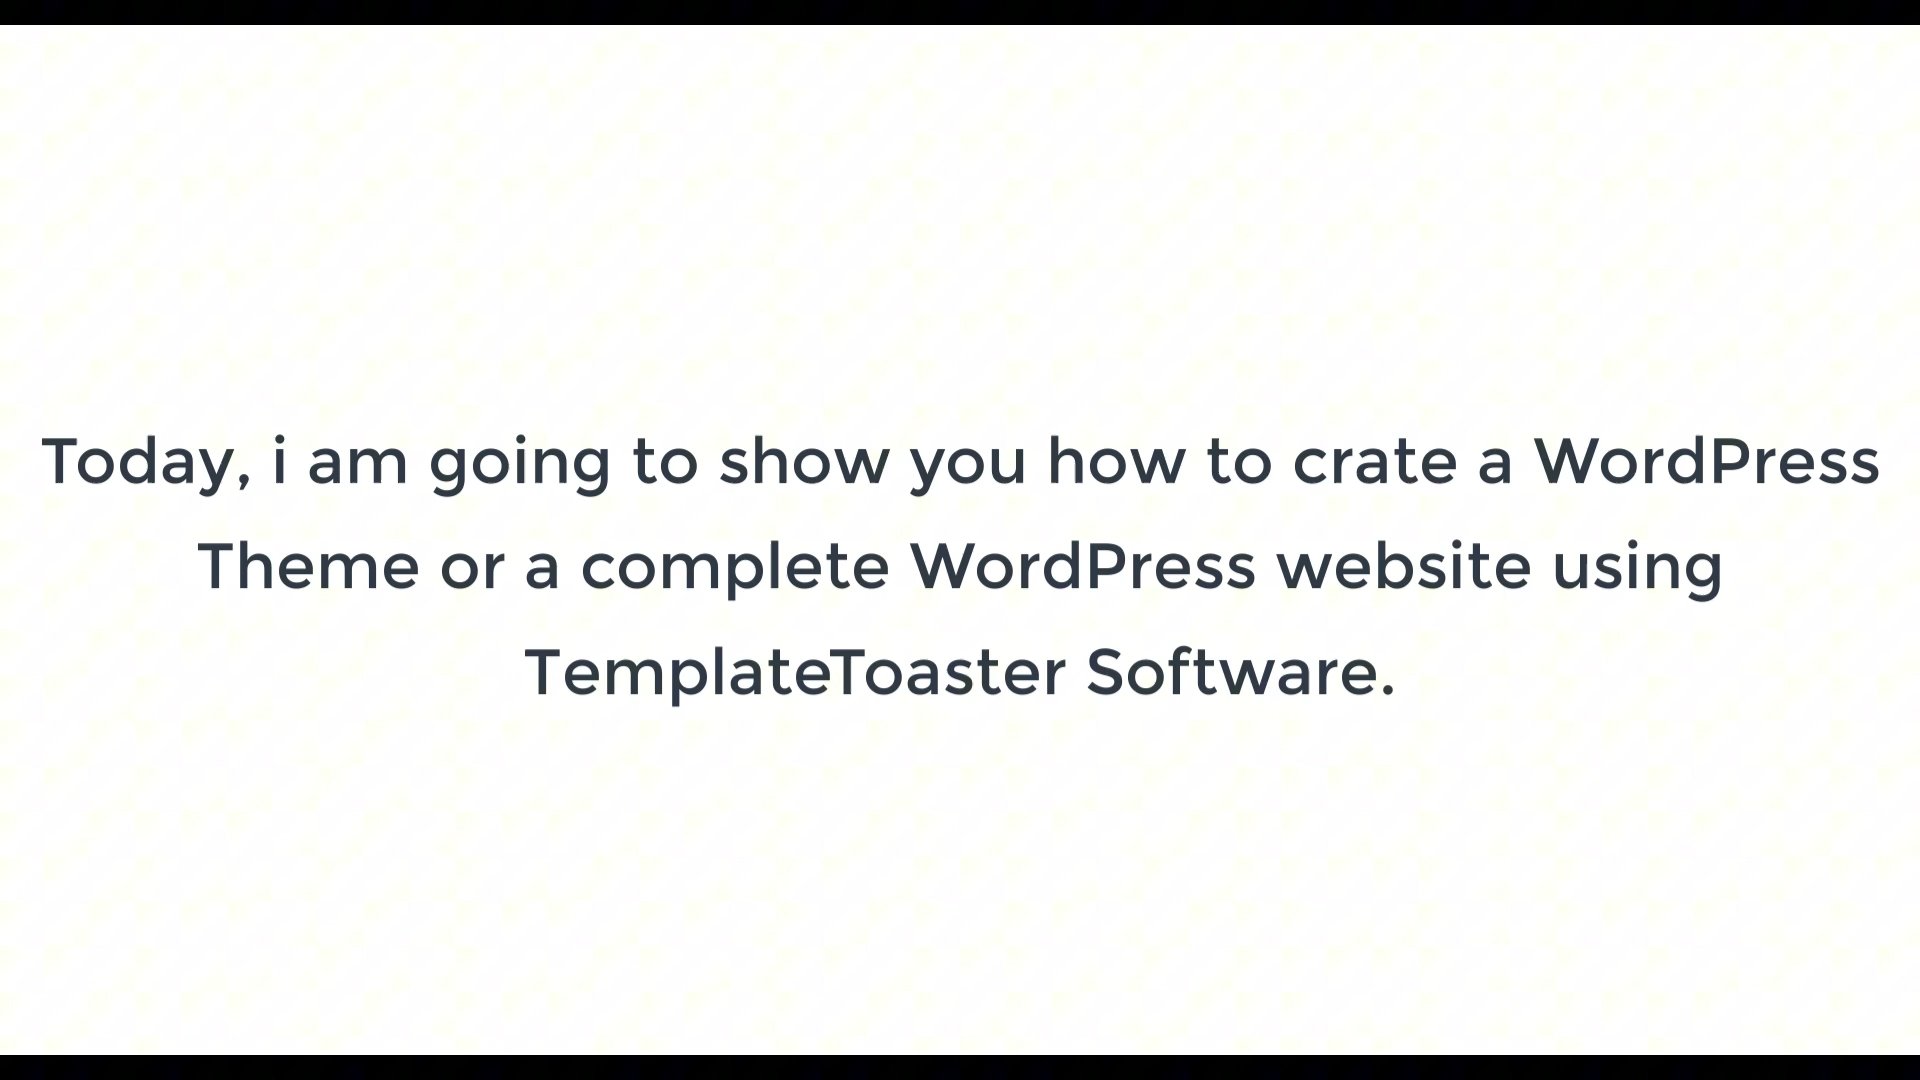 Today, i am going to show you how to crate a WordPress
Theme or a complete WordPress website using
TemplateToaster Software.